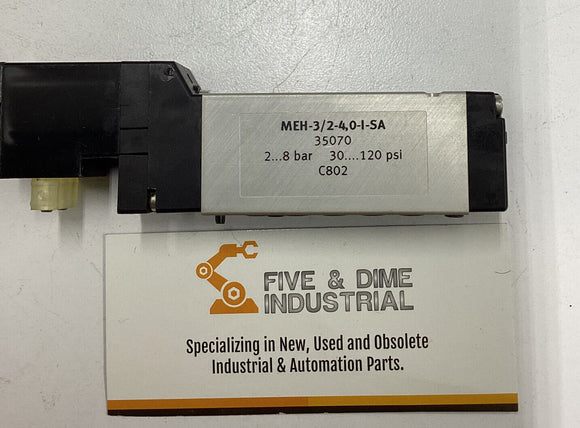 MEH-3/2-4,0-I-SA
35070
2...8 bar 30....120 psi
C802
FIVE & DIME
INDUSTRIAL
Specializing in New, Used and Obsolete
Industrial & Automation Parts.